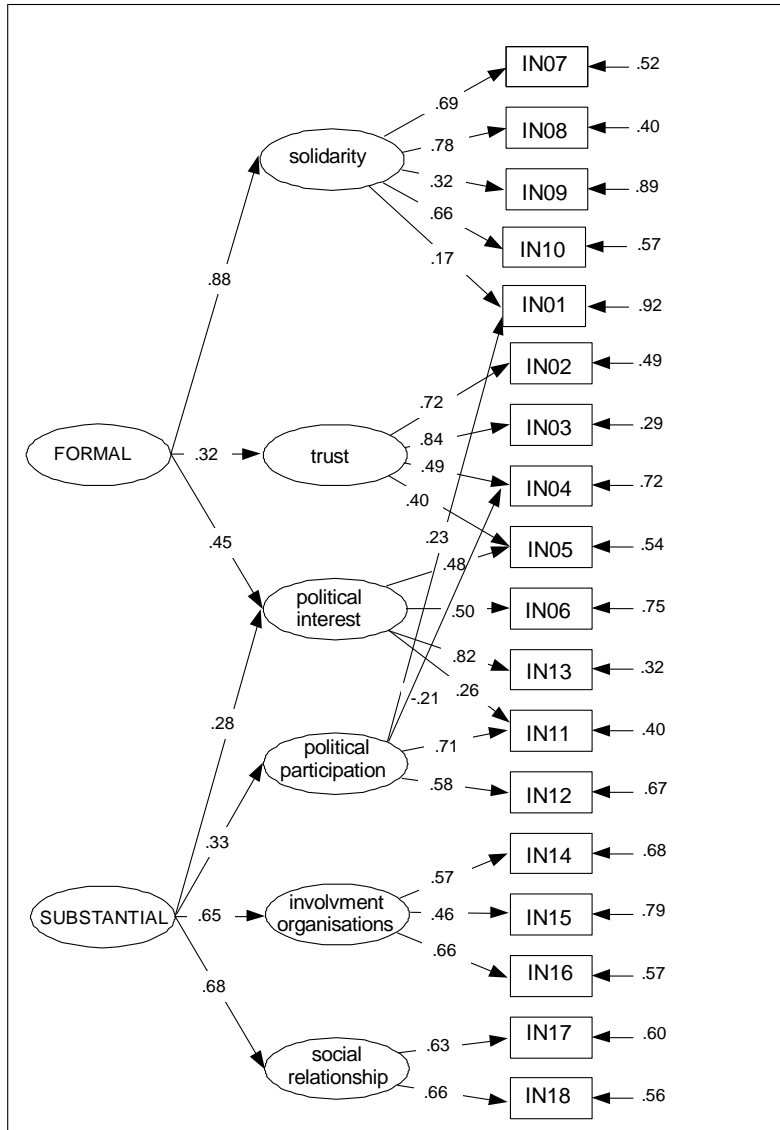 IN07
.52
.69
IN08
.40
.78
solidarity
.32
IN09
.89
.66
IN10
.57
.17
.88
IN01
.92
IN02
.49
.72
IN03
.29
.84
FORMAL
.32
trust
.49
IN04
.72
.40
.23
IN05
.54
.45
.48
political
interest
.50
IN06
.75
.82
IN13
.32
.26
-.21
.28
IN11
.40
.71
political
participation
.58
IN12
.67
.33
IN14
.68
.57
SUBSTANTIAL
.65
involvment
organisations
.46
IN15
.79
.66
IN16
.57
.68
IN17
.60
.63
social
relationship
.66
IN18
.56